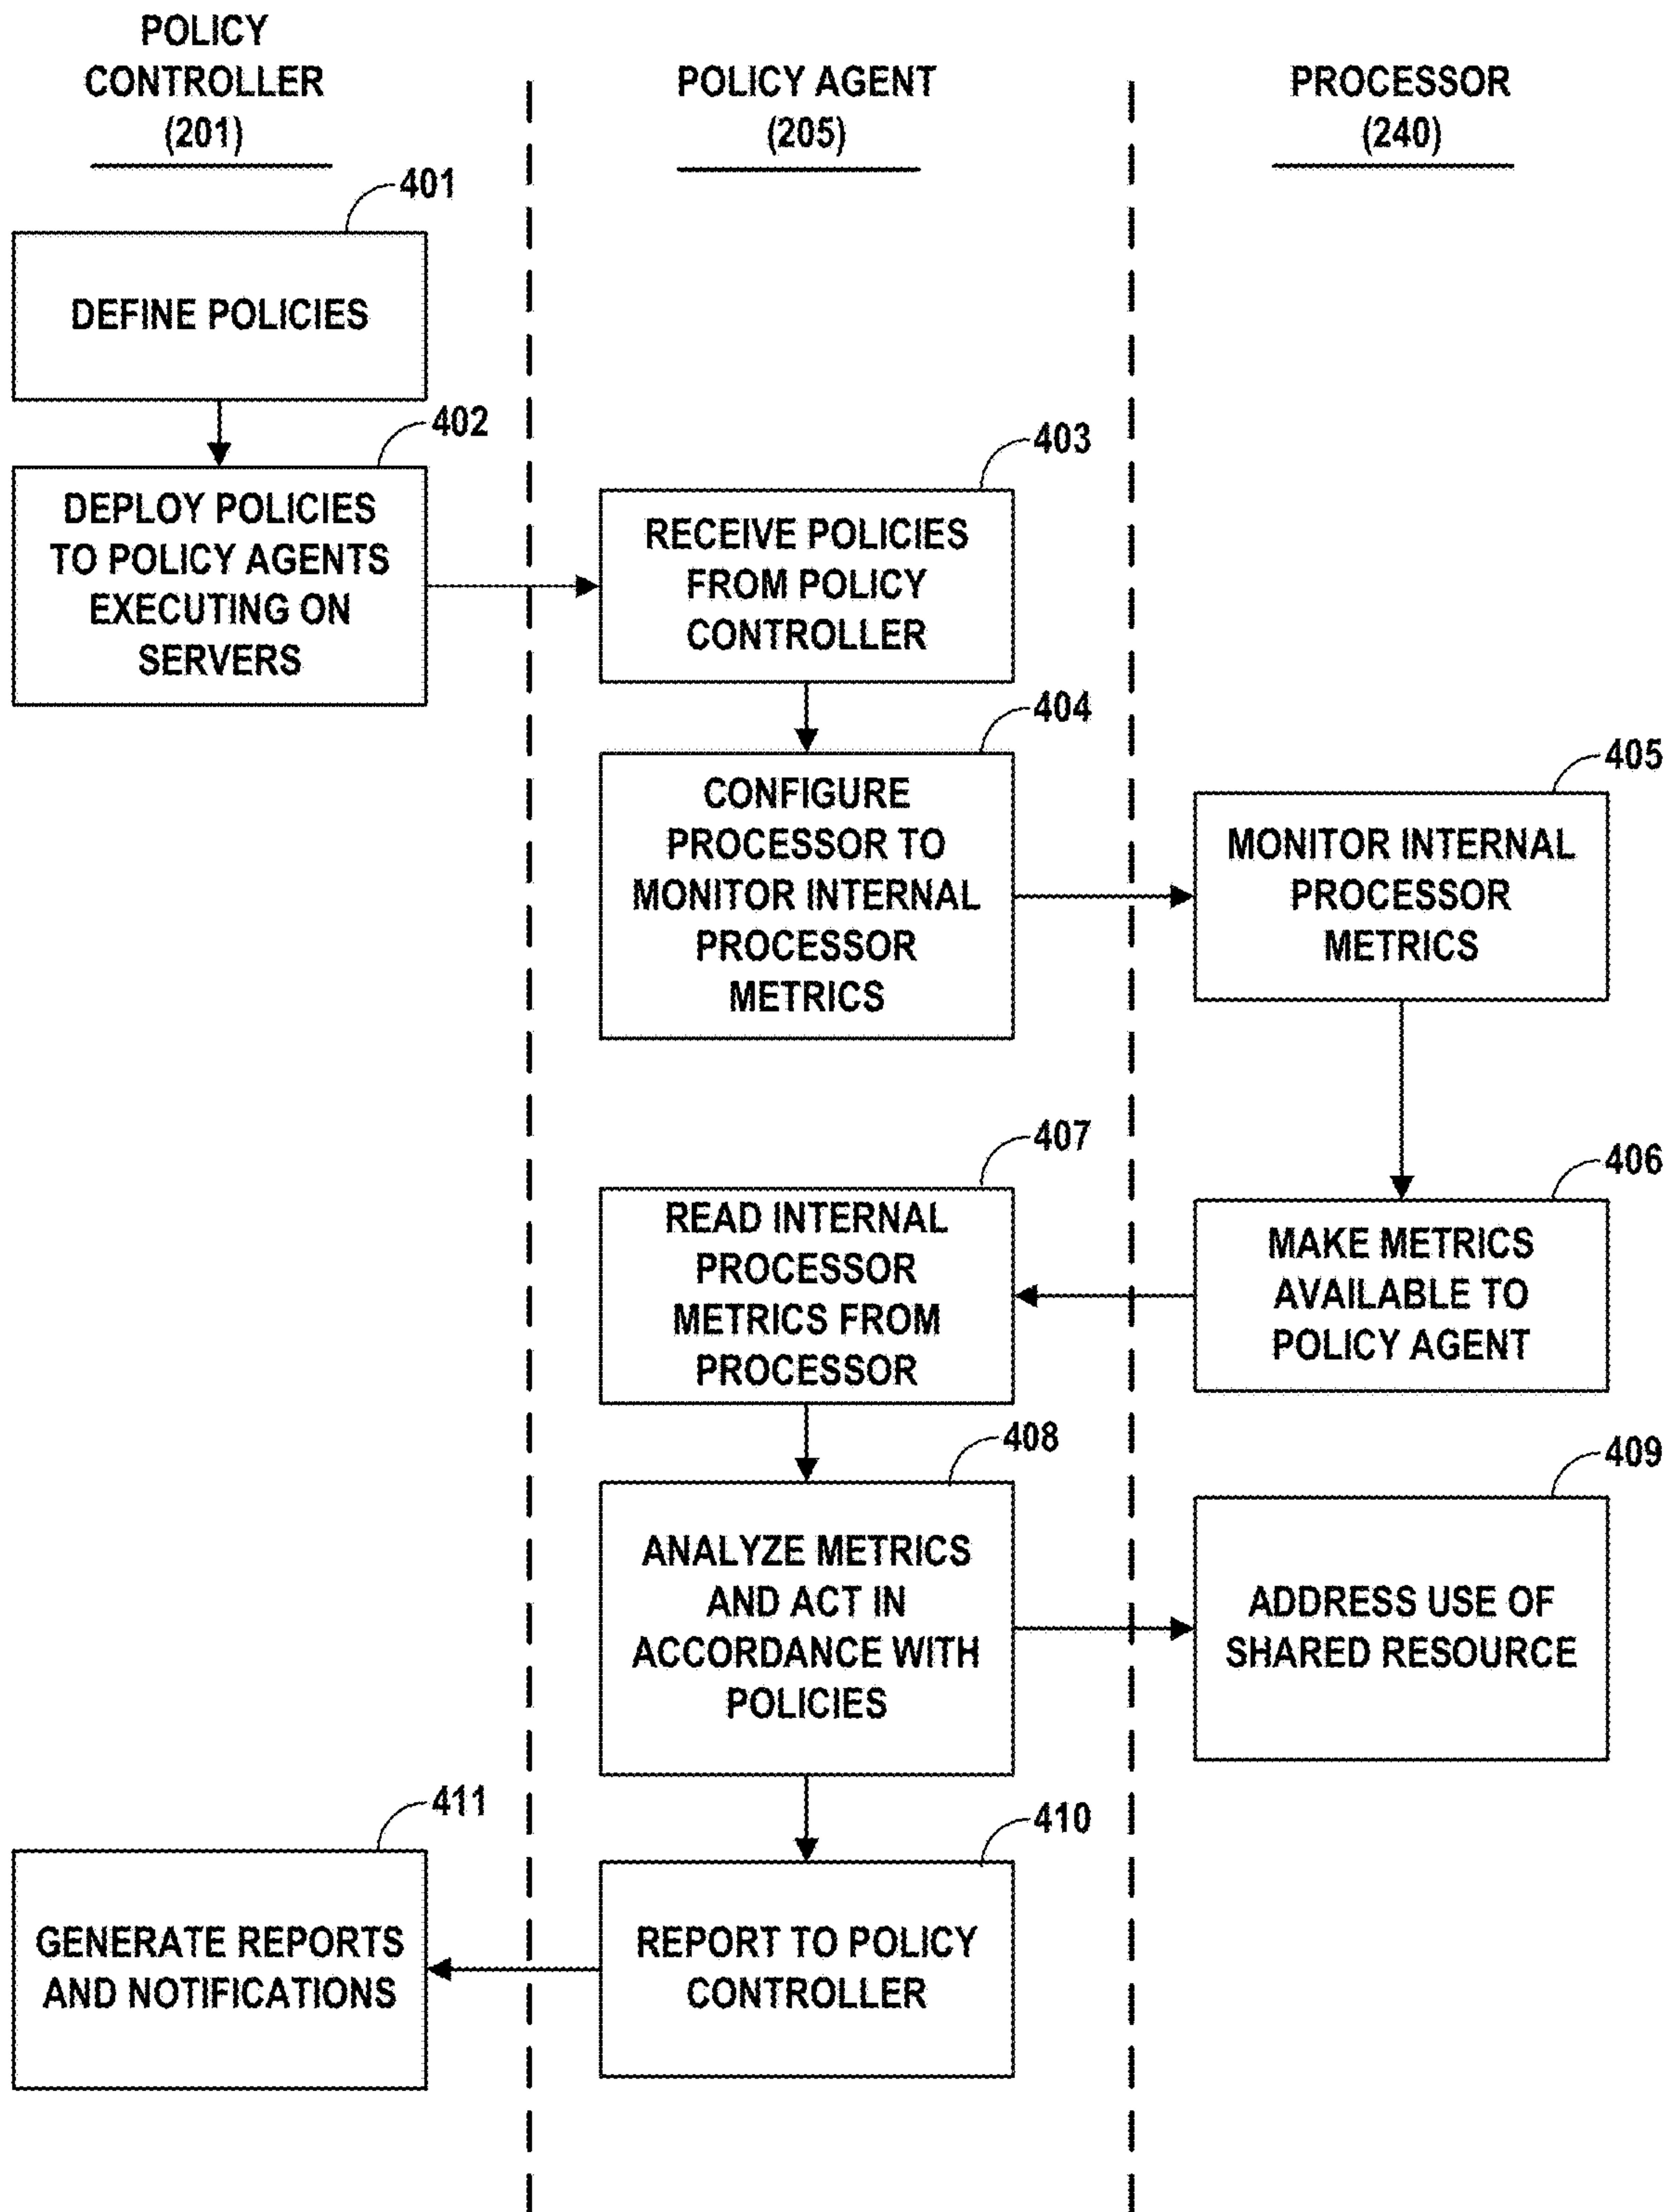 POLICY
CONTROLLER
(201)
POLICY AGENT
(205)
PROCESSOR
(240)
401
DEFINE POLICIES
402
DEPLOY POLICIES
TO POLICY AGENTS
EXECUTING ON
SERVERS
403
RECEIVE POLICIES
FROM POLICY
CONTROLLER
404
CONFIGURE
PROCESSOR TO
MONITOR INTERNAL
PROCESSOR
METRICS
405
MONITOR INTERNAL
PROCESSOR
METRICS
406
MAKE METRICS
AVAILABLE TO
POLICY AGENT
407
READ INTERNAL
PROCESSOR
METRICS FROM
PROCESSOR
408
ANALYZE METRICS
AND ACT IN
ACCORDANCE WITH
POLICIES
409
ADDRESS USE OF
SHARED RESOURCE
410
REPORT TO POLICY
CONTROLLER
411
GENERATE REPORTS
AND NOTIFICATIONS